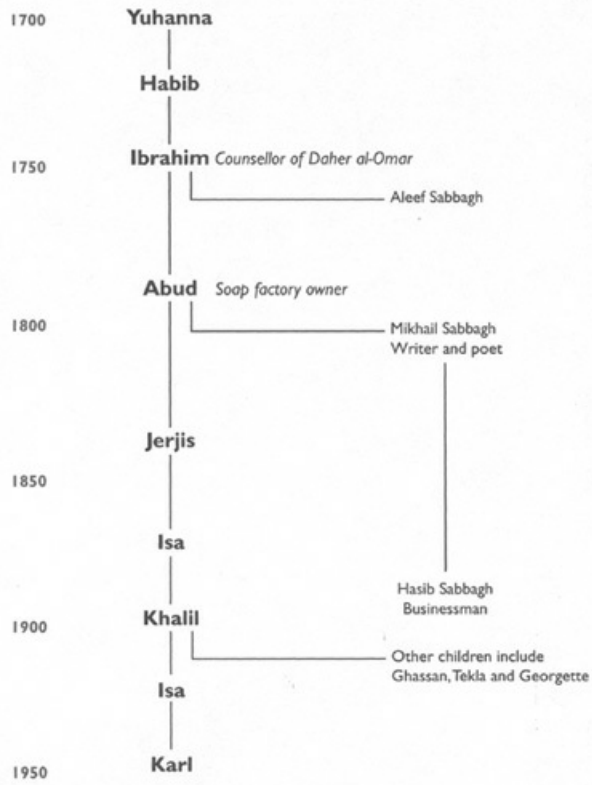 1700 Yuhanna
Habib
1750 Ibrahim Counsellor of Daher al-Omar
Aleef Sabbagh
Abud Soap factory owner
1800 Mikhail Sabbagh
Writer and poet
Jerjis
1850
Isa
Hasib Sabbagh
Businessman
Khalil
1900
Other children include
Ghassan, Tekla and Georgette
Isa
Karl
1950